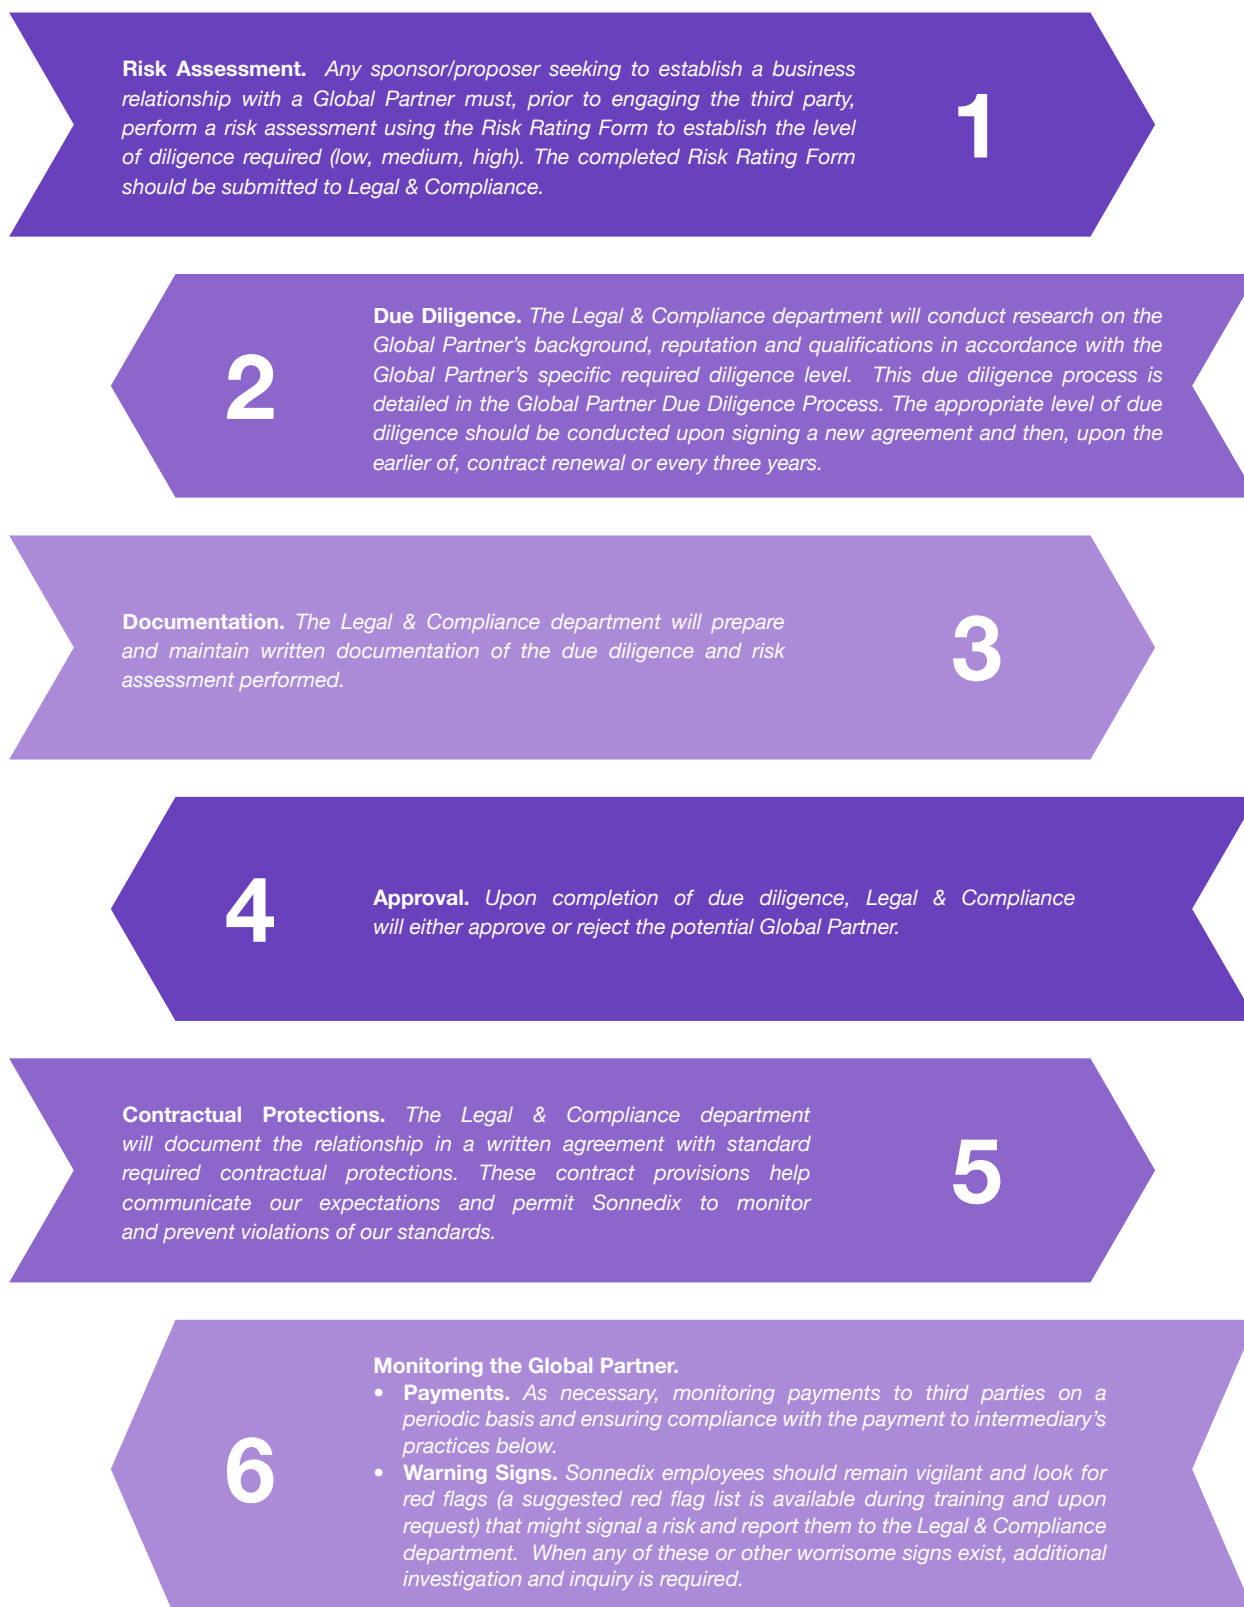 Risk Assessment. Any sponsor/proposer seeking to establish a business
relationship with a Global Partner must, prior to engaging the third party,
perform a risk assessment using the Risk Rating Form to establish the level
of diligence required (low, medium, high). The completed Risk Rating Form
should be submitted to Legal & Compliance.
1
2
Due Diligence. The Legal & Compliance department will conduct research on the
Global Partner's background, reputation and qualifications in accordance with the
Global Partner's specific required diligence level. This due diligence process is
detailed in the Global Partner Due Diligence Process. The appropriate level of due
diligence should be conducted upon signing a new agreement and then, upon the
earlier of, contract renewal or every three years.
Documentation. The Legal & Compliance department will prepare
and maintain written documentation of the due diligence and risk
assessment performed.
3
4
Approval. Upon completion of due diligence, Legal & Compliance
will either approve or reject the potential Global Partner.
Contractual Protections. The Legal & Compliance department
will document the relationship in a written agreement with standard
required contractual protections. These contract provisions help
communicate our expectations and permit Sonnedix to monitor
and prevent violations of our standards.
5
6
Monitoring the Global Partner.
• Payments. As necessary, monitoring payments to third parties on a
periodic basis and ensuring compliance with the payment to intermediary's
practices below.
• Warning Signs. Sonnedix employees should remain vigilant and look for
red flags (a suggested red flag list is available during training and upon
request) that might signal a risk and report them to the Legal & Compliance
department. When any of these or other worrisome signs exist, additional
investigation and inquiry is required.